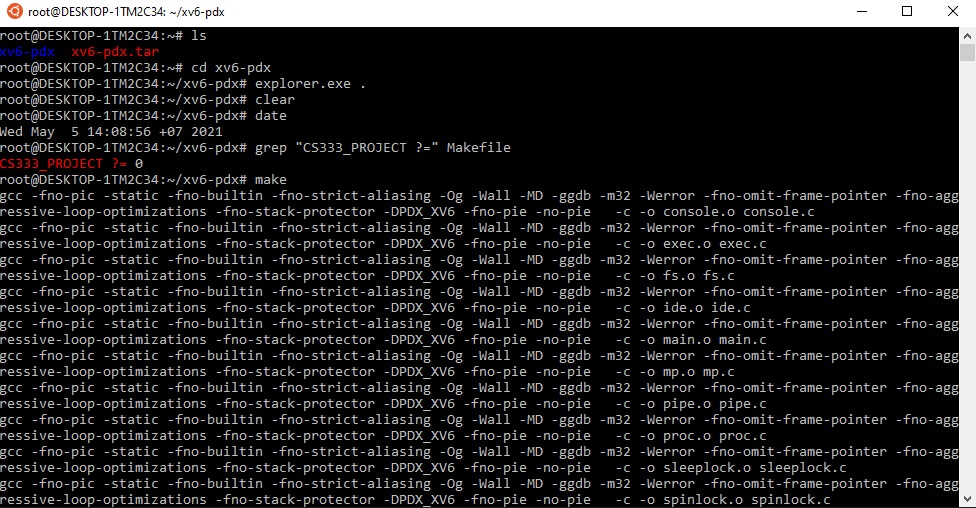 root@DESKTOP-1TM2C34: ~/xv6-pdx
root@DESKTOP-1TM2C34:~# ls
xv6-pdx  xv6-pdx.tar
root@DESKTOP-1TM2C34:~# cd xv6-pdx
root@DESKTOP-1TM2C34:~/xv6-pdx# explorer.exe .
root@DESKTOP-1TM2C34:~/xv6-pdx# clear
root@DESKTOP-1TM2C34:~/xv6-pdx# date
Wed May  5 14:08:56 +07 2021
root@DESKTOP-1TM2C34:~/xv6-pdx# grep "CS333_PROJECT ?=" Makefile
CS333_PROJECT ?= 0
root@DESKTOP-1TM2C34:~/xv6-pdx# make
gcc -fno-pic -static -fno-builtin -fno-strict-aliasing -Og -Wall -MD -ggdb -m32 -Werror -fno-omit-frame-pointer -fno-agg
ressive-loop-optimizations -fno-stack-protector -DPDX_XV6 -fno-pie -no-pie   -c -o console.o console.c
gcc -fno-pic -static -fno-builtin -fno-strict-aliasing -Og -Wall -MD -ggdb -m32 -Werror -fno-omit-frame-pointer -fno-agg
ressive-loop-optimizations -fno-stack-protector -DPDX_XV6 -fno-pie -no-pie   -c -o exec.o exec.c
gcc -fno-pic -static -fno-builtin -fno-strict-aliasing -Og -Wall -MD -ggdb -m32 -Werror -fno-omit-frame-pointer -fno-agg
ressive-loop-optimizations -fno-stack-protector -DPDX_XV6 -fno-pie -no-pie   -c -o fs.o fs.c
gcc -fno-pic -static -fno-builtin -fno-strict-aliasing -Og -Wall -MD -ggdb -m32 -Werror -fno-omit-frame-pointer -fno-agg
ressive-loop-optimizations -fno-stack-protector -DPDX_XV6 -fno-pie -no-pie   -c -o ide.o ide.c
gcc -fno-pic -static -fno-builtin -fno-strict-aliasing -Og -Wall -MD -ggdb -m32 -Werror -fno-omit-frame-pointer -fno-agg
ressive-loop-optimizations -fno-stack-protector -DPDX_XV6 -fno-pie -no-pie   -c -o main.o main.c
gcc -fno-pic -static -fno-builtin -fno-strict-aliasing -Og -Wall -MD -ggdb -m32 -Werror -fno-omit-frame-pointer -fno-agg
ressive-loop-optimizations -fno-stack-protector -DPDX_XV6 -fno-pie -no-pie   -c -o mp.o mp.c
gcc -fno-pic -static -fno-builtin -fno-strict-aliasing -Og -Wall -MD -ggdb -m32 -Werror -fno-omit-frame-pointer -fno-agg
ressive-loop-optimizations -fno-stack-protector -DPDX_XV6 -fno-pie -no-pie   -c -o pipe.o pipe.c
gcc -fno-pic -static -fno-builtin -fno-strict-aliasing -Og -Wall -MD -ggdb -m32 -Werror -fno-omit-frame-pointer -fno-agg
ressive-loop-optimizations -fno-stack-protector -DPDX_XV6 -fno-pie -no-pie   -c -o proc.o proc.c
gcc -fno-pic -static -fno-builtin -fno-strict-aliasing -Og -Wall -MD -ggdb -m32 -Werror -fno-omit-frame-pointer -fno-agg
ressive-loop-optimizations -fno-stack-protector -DPDX_XV6 -fno-pie -no-pie   -c -o sleeplock.o sleeplock.c
gcc -fno-pic -static -fno-builtin -fno-strict-aliasing -Og -Wall -MD -ggdb -m32 -Werror -fno-omit-frame-pointer -fno-agg
ressive-loop-optimizations -fno-stack-protector -DPDX_XV6 -fno-pie -no-pie   -c -o spinlock.o spinlock.c